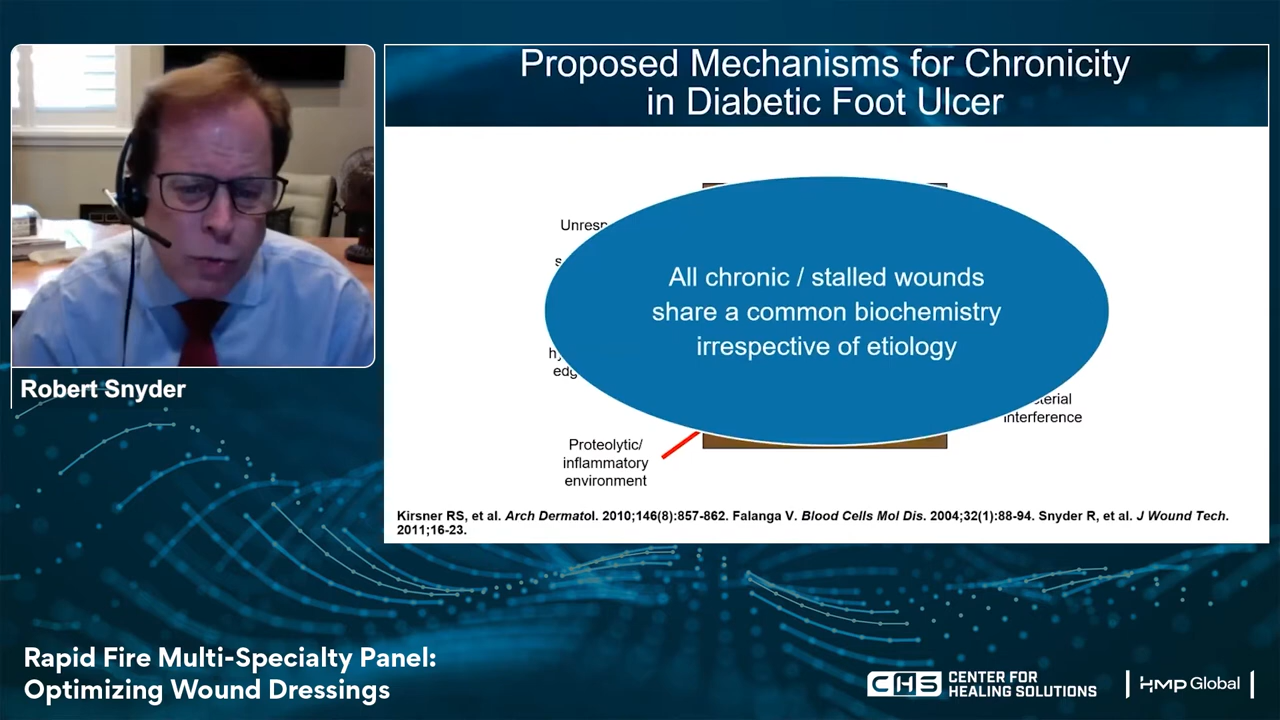 Proposed Mechanisms for Chronicity
in Diabetic Foot Ulcer
All chronic / stalled wounds
share a common biochemistry
irrespective of etiology
interference
Proteolytic/
inflammatory
environment
Kirsner RS, et al. Arch Dermatol. 2010;146(8):857-862. Falanga V. Blood Cells Mol Dis. 2004;32(1):88-94. Snyder R, et al. J Wound Tech.
2011;16-23.
Robert Snyder
Rapid Fire Multi-Specialty Panel:
Optimizing Wound Dressings
CHS CENTER FOR
HEALING SOLUTIONS
HMP Global